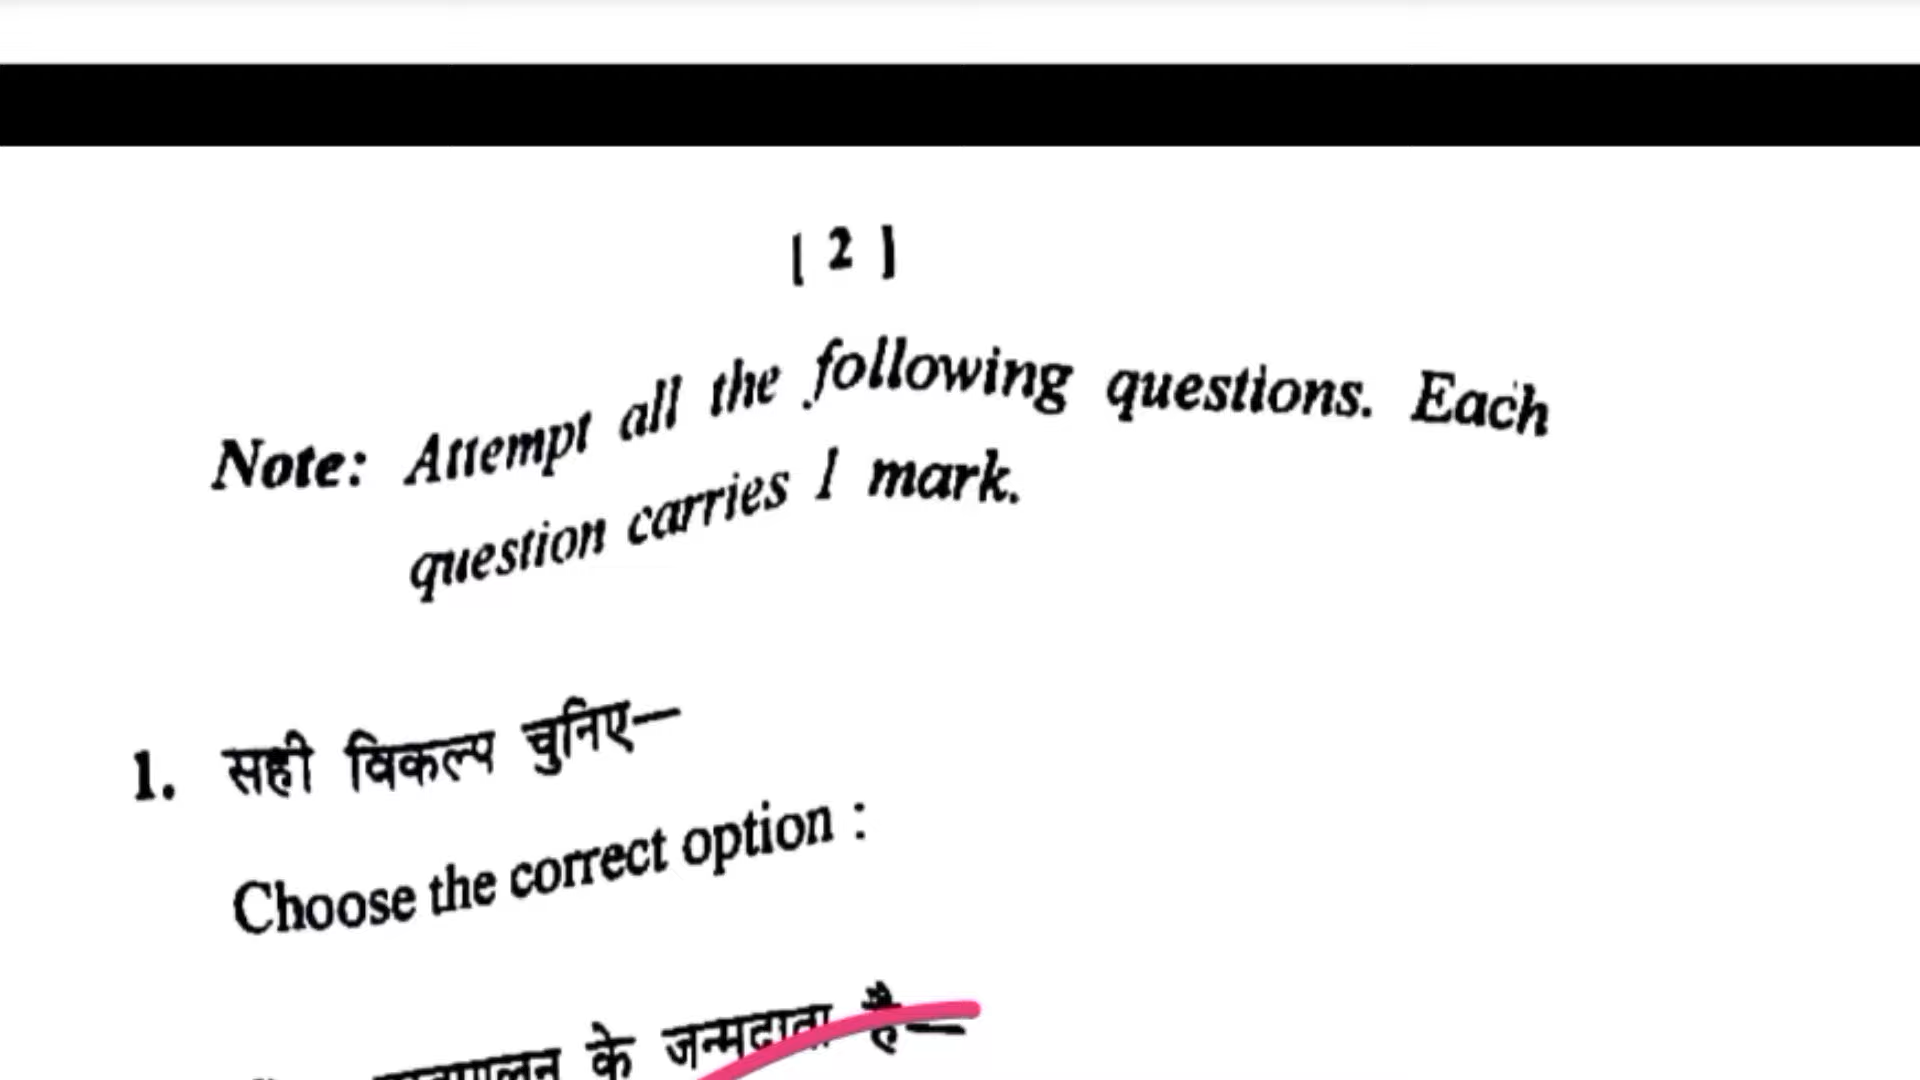 [ 2 ]
Note: Attempt all the following questions. Each
question carries 1 mark.
1. सही विकल्प चुनिए—
Choose the correct option :
के जन्मदाता है—